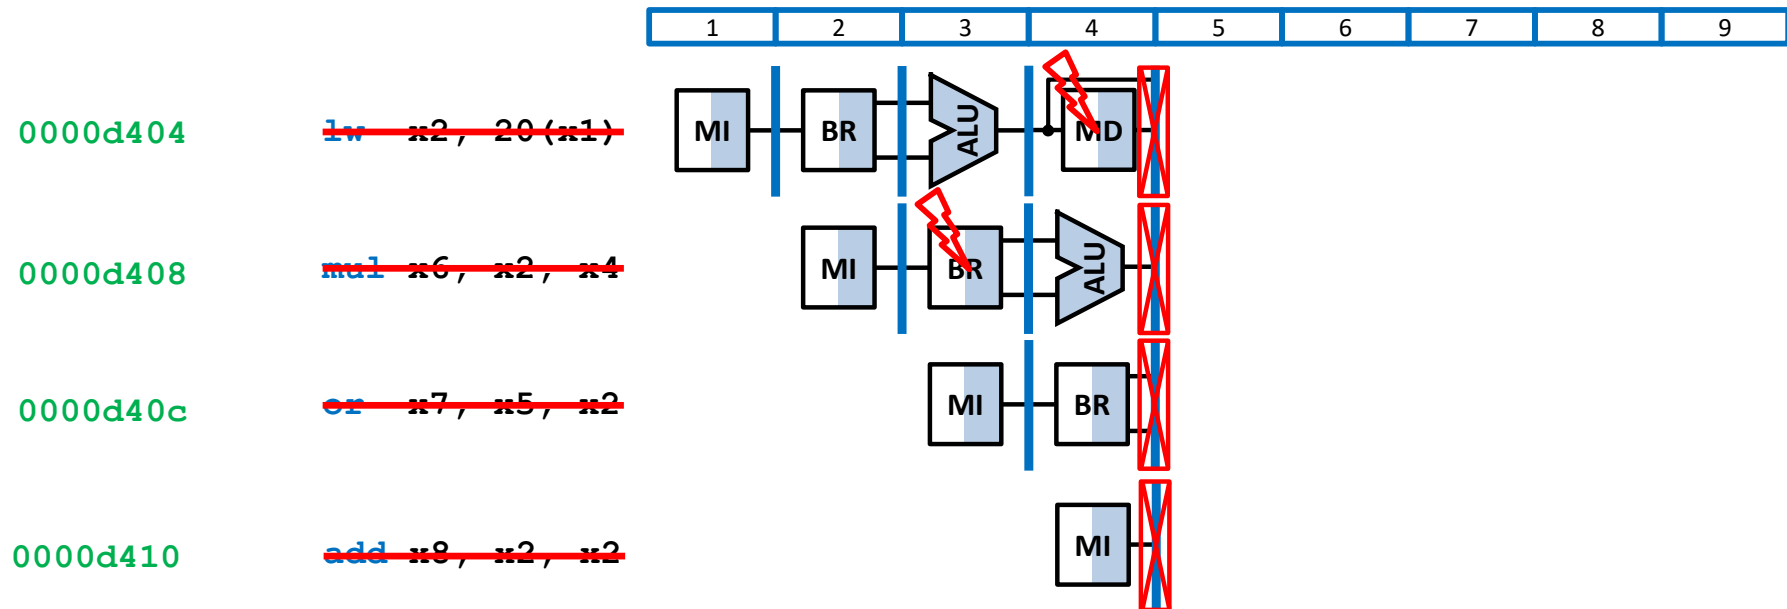 1 2 3 4 5 6 7 8 9
0000d404 lw x2, 20(x1) MI BR ALU MD
0000d408 mul x6, x2, x4 MI BR ALU
0000d40c or x7, x5, x2 MI BR
0000d410 add x8, x2, x2 MI